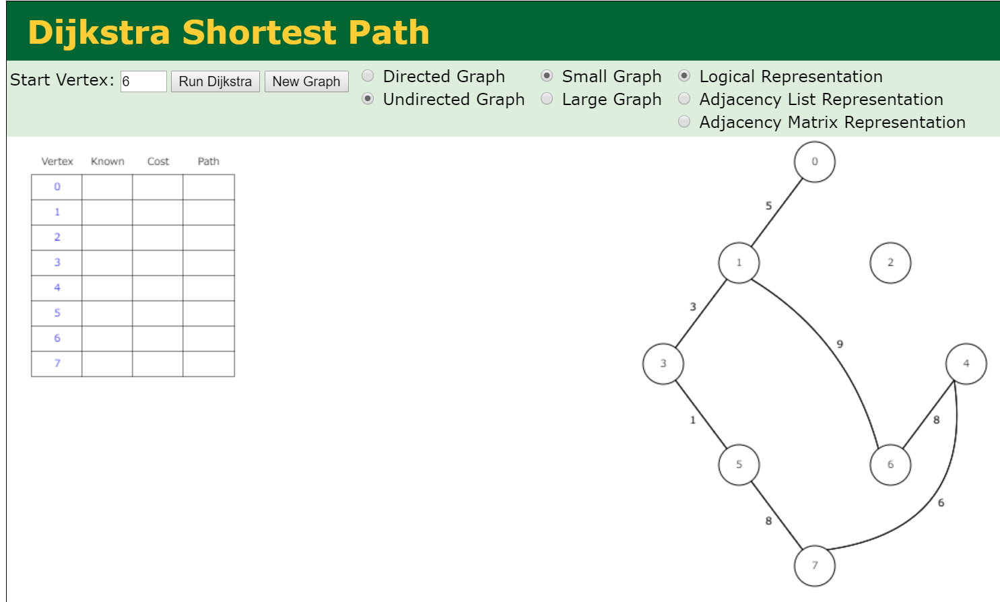 Dijkstra Shortest Path
Start Vertex: 6 Run Dijkstra New Graph
Directed Graph
Undirected Graph
Small Graph
Large Graph
Logical Representation
Adjacency List Representation
Adjacency Matrix Representation
Vertex Known Cost Path
0
1
2
3
4
5
6
7
0
5
1
2
3
9
3
4
1
8
5
6
6
8
7